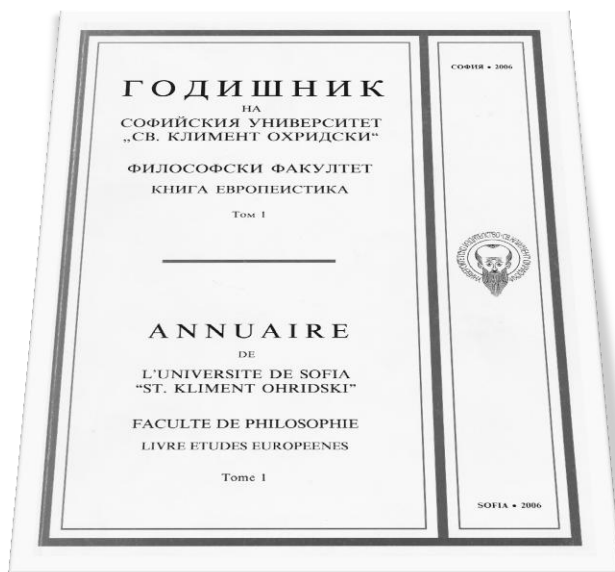 ГОДИШНИК
НА
СОФИЙСКИЯ УНИВЕРСИТЕТ
„СВ. КЛИМЕНТ ОХРИДСКИ“
ФИЛОСОФСКИ ФАКУЛТЕТ
КНИГА ЕВРОПЕИСТИКА
Том 1
ANNUAIRE
DE
L'UNIVERSITE DE SOFIA
“ST. KLIMENT OHRIDSKI”
FACULTE DE PHILOSOPHIE
LIVRE ETUDES EUROPEENES
Tome 1
СОФИЯ • 2006
SOFIA • 2006